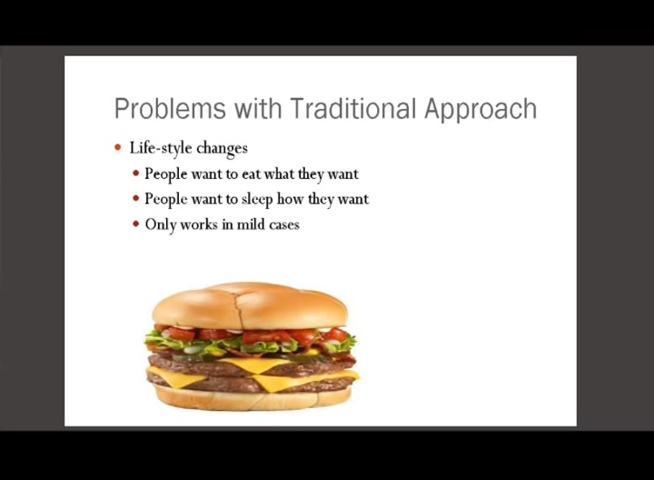 Problems with Traditional Approach
Life-style changes
People want to eat what they want
People want to sleep how they want
Only works in mild cases